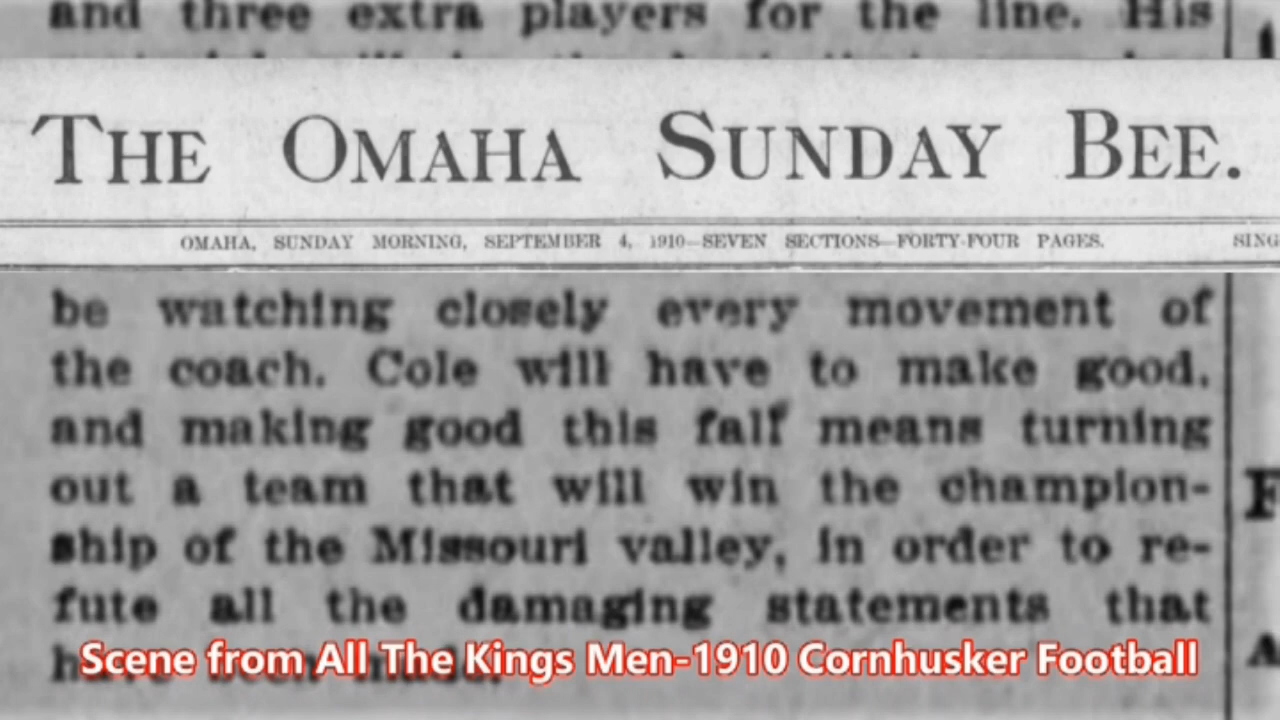 and three extra players for the line. His
THE OMAHA SUNDAY BEE.
OMAHA, SUNDAY MORNING, SEPTEMBER 4, 1910—SEVEN SECTIONS—FORTY-FOUR PAGES. SING
be watching closely every movement of
the coach. Cole will have to make good,
and making good this fall means turning
out a team that will win the champion-
ship of the Missouri valley, in order to re-
fute all the damaging statements that
Scene from All The Kings Men-1910 Cornhusker Football